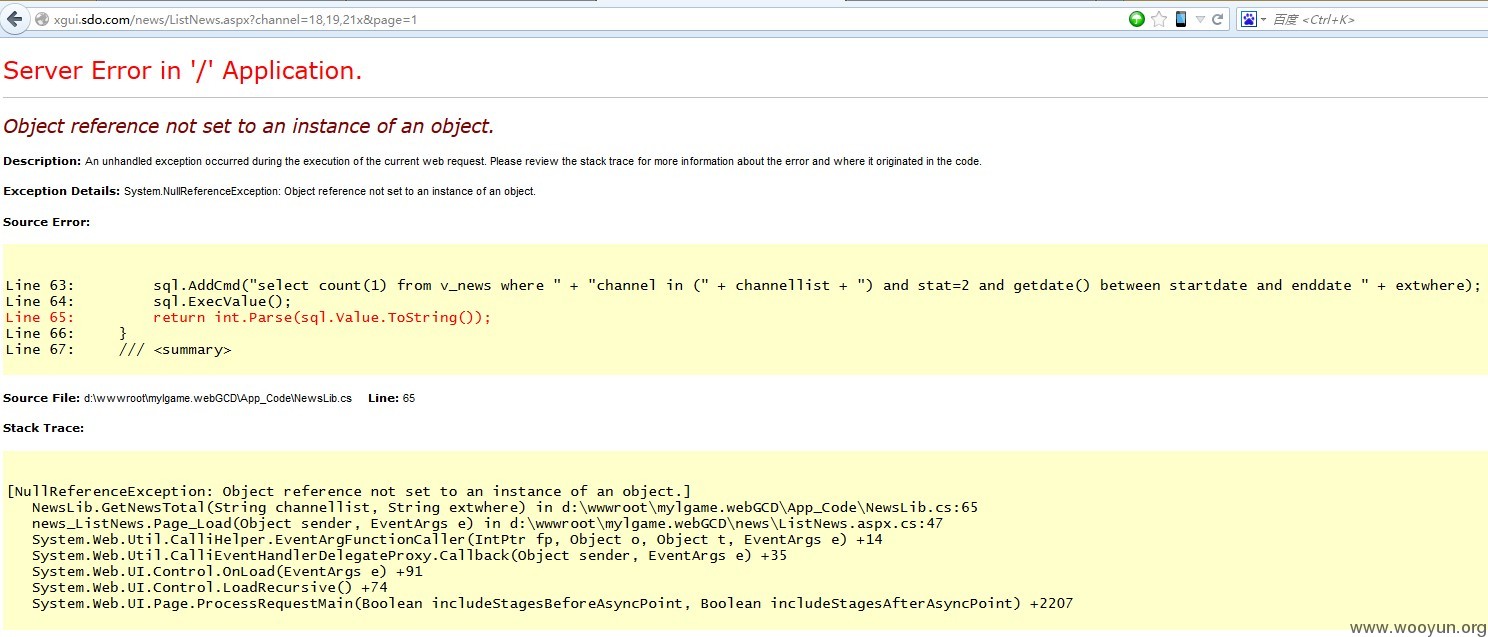 xgui.sdo.com/news/ListNews.aspx?channel=18,19,21x&page=1
百度 <Ctrl+K>
Server Error in '/' Application.
Object reference not set to an instance of an object.
Description: An unhandled exception occurred during the execution of the current web request. Please review the stack trace for more information about the error and where it originated in the code.
Exception Details: System.NullReferenceException: Object reference not set to an instance of an object.
Source Error:
Line 63:         sql.AddCmd("select count(1) from v_news where " + "channel in (" + channellist + ") and stat=2 and getdate() between startdate and enddate " + extwhere);
Line 64:         sql.ExecValue();
Line 65:         return int.Parse(sql.Value.ToString());
Line 66:     }
Line 67:     /// <summary>
Source File: d:\wwwroot\mylgame.webGCD\App_Code\NewsLib.cs    Line: 65
Stack Trace:
[NullReferenceException: Object reference not set to an instance of an object.]
   NewsLib.GetNewsTotal(String channellist, String extwhere) in d:\wwwroot\mylgame.webGCD\App_Code\NewsLib.cs:65
   news_ListNews.Page_Load(Object sender, EventArgs e) in d:\wwwroot\mylgame.webGCD\news\ListNews.aspx.cs:47
   System.Web.Util.CalliHelper.EventArgFunctionCaller(IntPtr fp, Object o, Object t, EventArgs e) +14
   System.Web.Util.CalliEventHandlerDelegateProxy.Callback(Object sender, EventArgs e) +35
   System.Web.UI.Control.OnLoad(EventArgs e) +91
   System.Web.UI.Control.LoadRecursive() +74
   System.Web.UI.Page.ProcessRequestMain(Boolean includeStagesBeforeAsyncPoint, Boolean includeStagesAfterAsyncPoint) +2207
www.wooyun.org